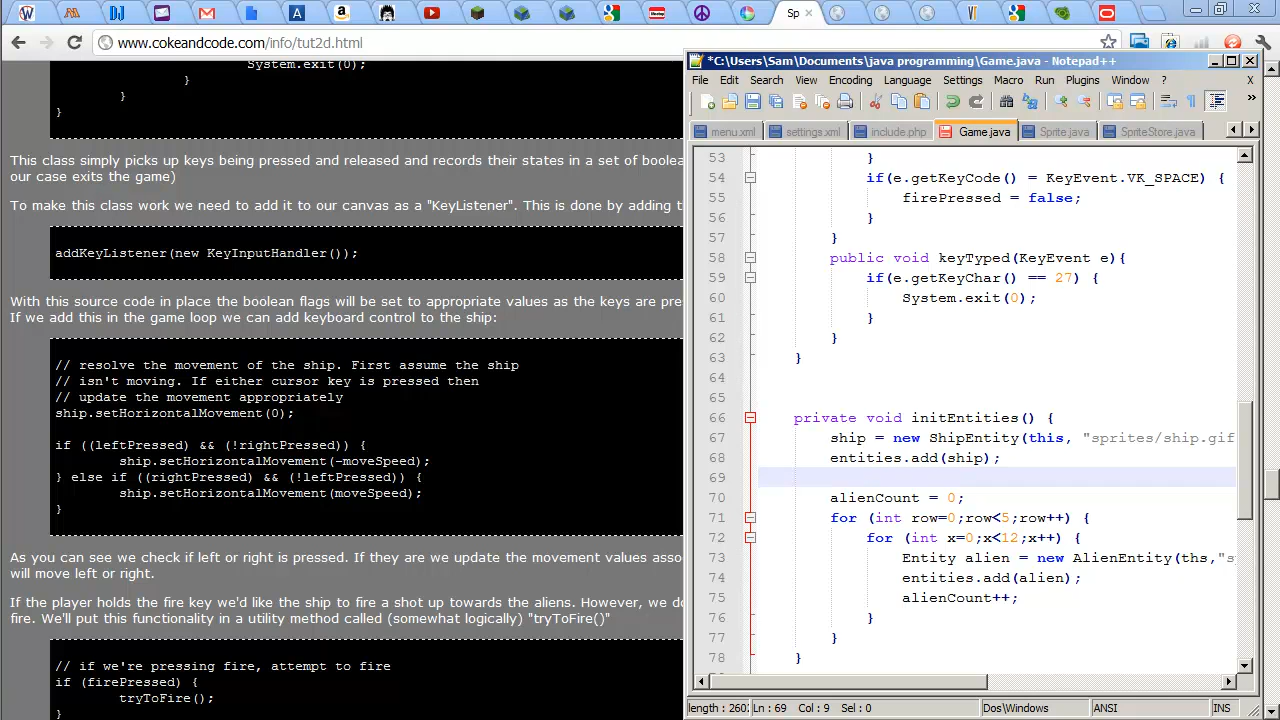 Sp
www.cokeandcode.com/info/tut2d.html
System.exit(0);
}
}
}
This class simply picks up keys being pressed and released and records their states in a set of boolean
our case exits the game)
To make this class work we need to add it to our canvas as a "KeyListener". This is done by adding
addKeyListener(new KeyInputHandler());
With this source code in place the boolean flags will be set to appropriate values as the keys are pre
If we add this in the game loop we can add keyboard control to the ship:
// resolve the movement of the ship. First assume the ship
// isn't moving. If either cursor key is pressed then
// update the movement appropriately
ship.setHorizontalMovement(0);
if ((leftPressed) && (!rightPressed)) {
ship.setHorizontalMovement(-moveSpeed);
} else if ((rightPressed) && (!leftPressed)) {
ship.setHorizontalMovement(moveSpeed);
}
As you can see we check if left or right is pressed. If they are we update the movement values asso
will move left or right.
If the player holds the fire key we'd like the ship to fire a shot up towards the aliens. However, we do
fire. We'll put this functionality in a utility method called (somewhat logically) "tryToFire()"
// if we're pressing fire, attempt to fire
if (firePressed) {
tryToFire();
}
*C:\Users\Sam\Documents\java programming\Game.java - Notepad++
File Edit Search View Encoding Language Settings Macro Run Plugins Window ? X
menu.xml settings.xml include.php Game.java Sprite.java SpriteStore.java
53 }
54 if(e.getKeyCode() = KeyEvent.VK_SPACE) {
55 firePressed = false;
56 }
57 }
58 public void keyTyped(KeyEvent e){
59 if(e.getKeyChar() == 27) {
60 System.exit(0);
61 }
62 }
63 }
64
65
66 private void initEntities() {
67 ship = new ShipEntity(this, "sprites/ship.gif
68 entities.add(ship);
69
70 alienCount = 0;
71 for (int row=0;row<5;row++) {
72 for (int x=0;x<12;x++) {
73 Entity alien = new AlienEntity(ths,"s
74 entities.add(alien);
75 alienCount++;
76 }
77 }
78 }
length : 260 Ln : 69 Col : 9 Sel : 0 Dos\Windows ANSI INS